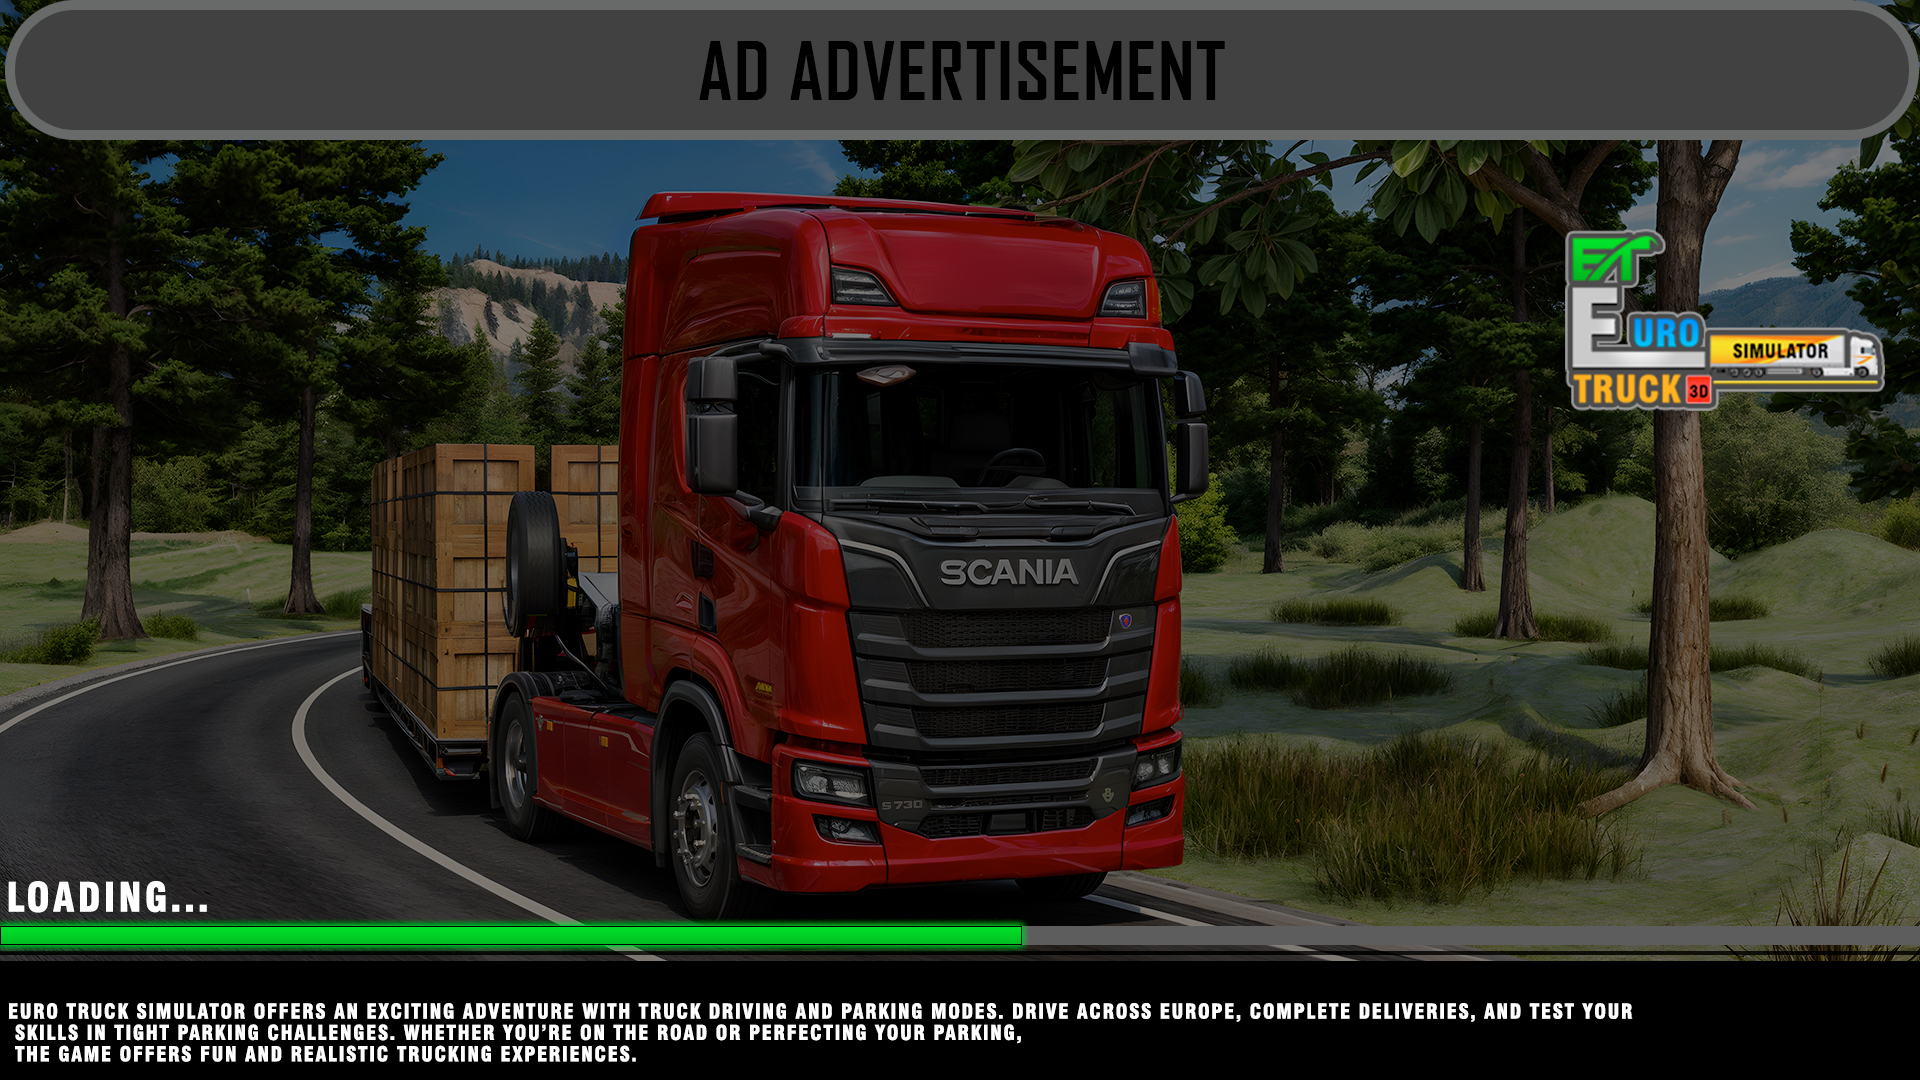 AD ADVERTISEMENT
EURO
SIMULATOR
TRUCK 3D
SCANIA
S 730
LOADING...
EURO TRUCK SIMULATOR OFFERS AN EXCITING ADVENTURE WITH TRUCK DRIVING AND PARKING MODES. DRIVE ACROSS EUROPE, COMPLETE DELIVERIES, AND TEST YOUR
SKILLS IN TIGHT PARKING CHALLENGES. WHETHER YOU'RE ON THE ROAD OR PERFECTING YOUR PARKING,
THE GAME OFFERS FUN AND REALISTIC TRUCKING EXPERIENCES.